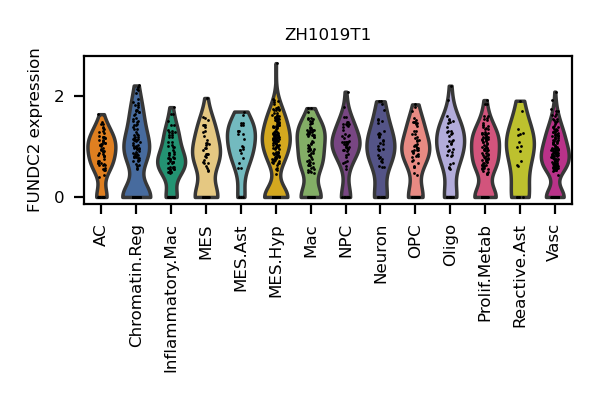 ZH1019T1
FUNDC2 expression
2
0
AC
Chromatin.Reg
Inflammatory.Mac
MES
MES.Ast
MES.Hyp
Mac
NPC
Neuron
OPC
Oligo
Prolif.Metab
Reactive.Ast
Vasc